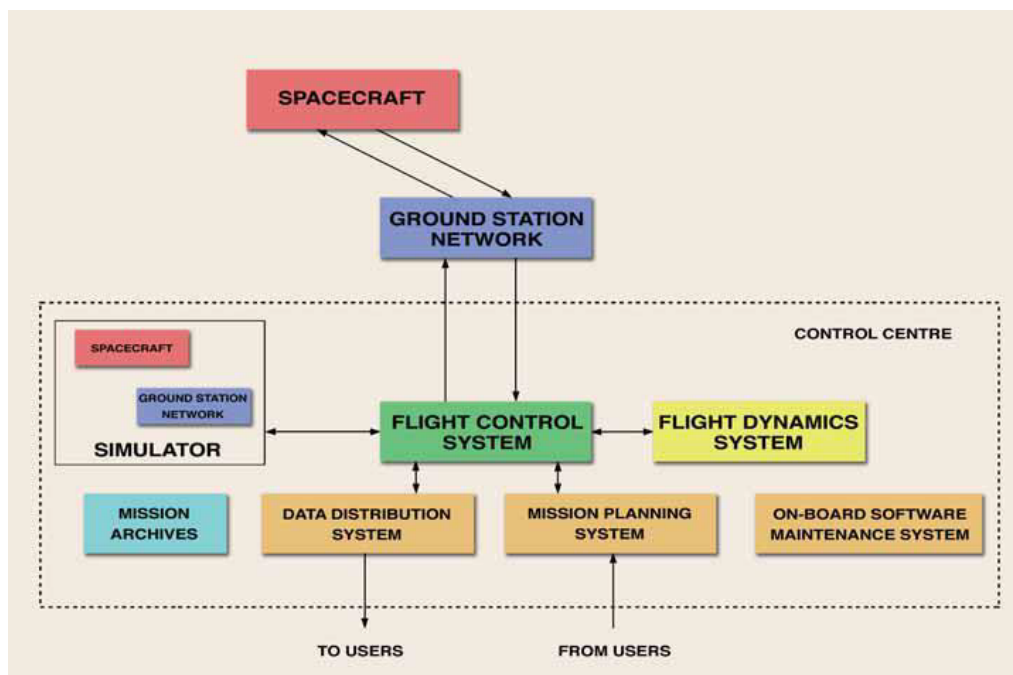 SPACECRAFT
GROUND STATION
NETWORK
CONTROL CENTRE
SPACECRAFT
GROUND STATION
NETWORK
SIMULATOR
FLIGHT CONTROL
SYSTEM
FLIGHT DYNAMICS
SYSTEM
MISSION
ARCHIVES
DATA DISTRIBUTION
SYSTEM
MISSION PLANNING
SYSTEM
ON-BOARD SOFTWARE
MAINTENANCE SYSTEM
TO USERS
FROM USERS